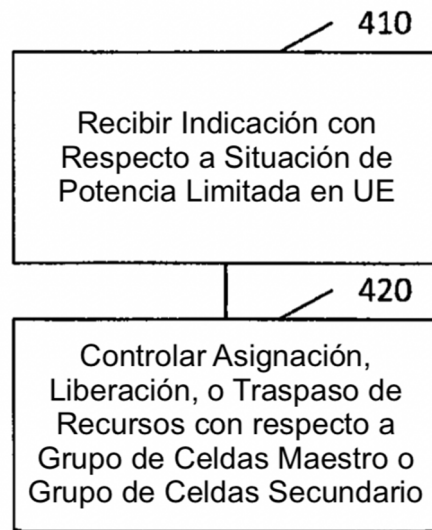 410
Recibir Indicación con
Respecto a Situación de
Potencia Limitada en UE
420
Controlar Asignación,
Liberación, o Traspaso de
Recursos con respecto a
Grupo de Celdas Maestro o
Grupo de Celdas Secundario